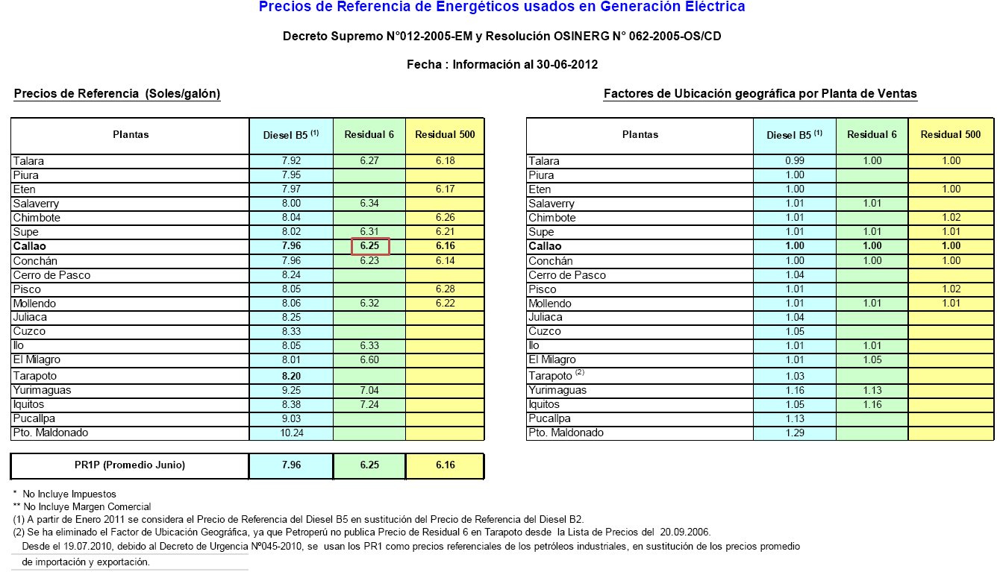 Precios de Referencia de Energéticos usados en Generación Eléctrica
Decreto Supremo N°012-2005-EM y Resolución OSINERG N° 062-2005-OS/CD
Fecha : Información al 30-06-2012
Precios de Referencia (Soles/galón)
Plantas Diesel B5 (1) Residual 6 Residual 500
Talara 7.92 6.27 6.18
Piura 7.95
Eten 7.97 6.17
Salaverry 8.00 6.34
Chimbote 8.04 6.26
Supe 8.02 6.31 6.21
Callao 7.96 6.25 6.16
Conchán 7.96 6.23 6.14
Cerro de Pasco 8.24
Pisco 8.05 6.28
Mollendo 8.06 6.32 6.22
Juliaca 8.25
Cuzco 8.33
Ilo 8.05 6.33
El Milagro 8.01 6.60
Tarapoto 8.20
Yurimaguas 9.25 7.04
Iquitos 8.38 7.24
Pucallpa 9.03
Pto. Maldonado 10.24
PR1P (Promedio Junio) 7.96 6.25 6.16
Factores de Ubicación geográfica por Planta de Ventas
Plantas Diesel B5 (1) Residual 6 Residual 500
Talara 0.99 1.00 1.00
Piura 1.00
Eten 1.00 1.00
Salaverry 1.01 1.01
Chimbote 1.01 1.02
Supe 1.01 1.01 1.01
Callao 1.00 1.00 1.00
Conchán 1.00 1.00 1.00
Cerro de Pasco 1.04
Pisco 1.01 1.02
Mollendo 1.01 1.01 1.01
Juliaca 1.04
Cuzco 1.05
Ilo 1.01 1.01
El Milagro 1.01 1.05
Tarapoto (2) 1.03
Yurimaguas 1.16 1.13
Iquitos 1.05 1.16
Pucallpa 1.13
Pto. Maldonado 1.29
* No Incluye Impuestos
** No Incluye Margen Comercial
(1) A partir de Enero 2011 se considera el Precio de Referencia del Diesel B5 en sustitución del Precio de Referencia del Diesel B2.
(2) Se ha eliminado el Factor de Ubicación Geográfica, ya que Petroperú no publica Precio de Residual 6 en Tarapoto desde la Lista de Precios del 20.09.2006.
Desde el 19.07.2010, debido al Decreto de Urgencia Nº045-2010, se usan los PR1 como precios referenciales de los petróleos industriales, en sustitución de los precios promedio
de importación y exportación.